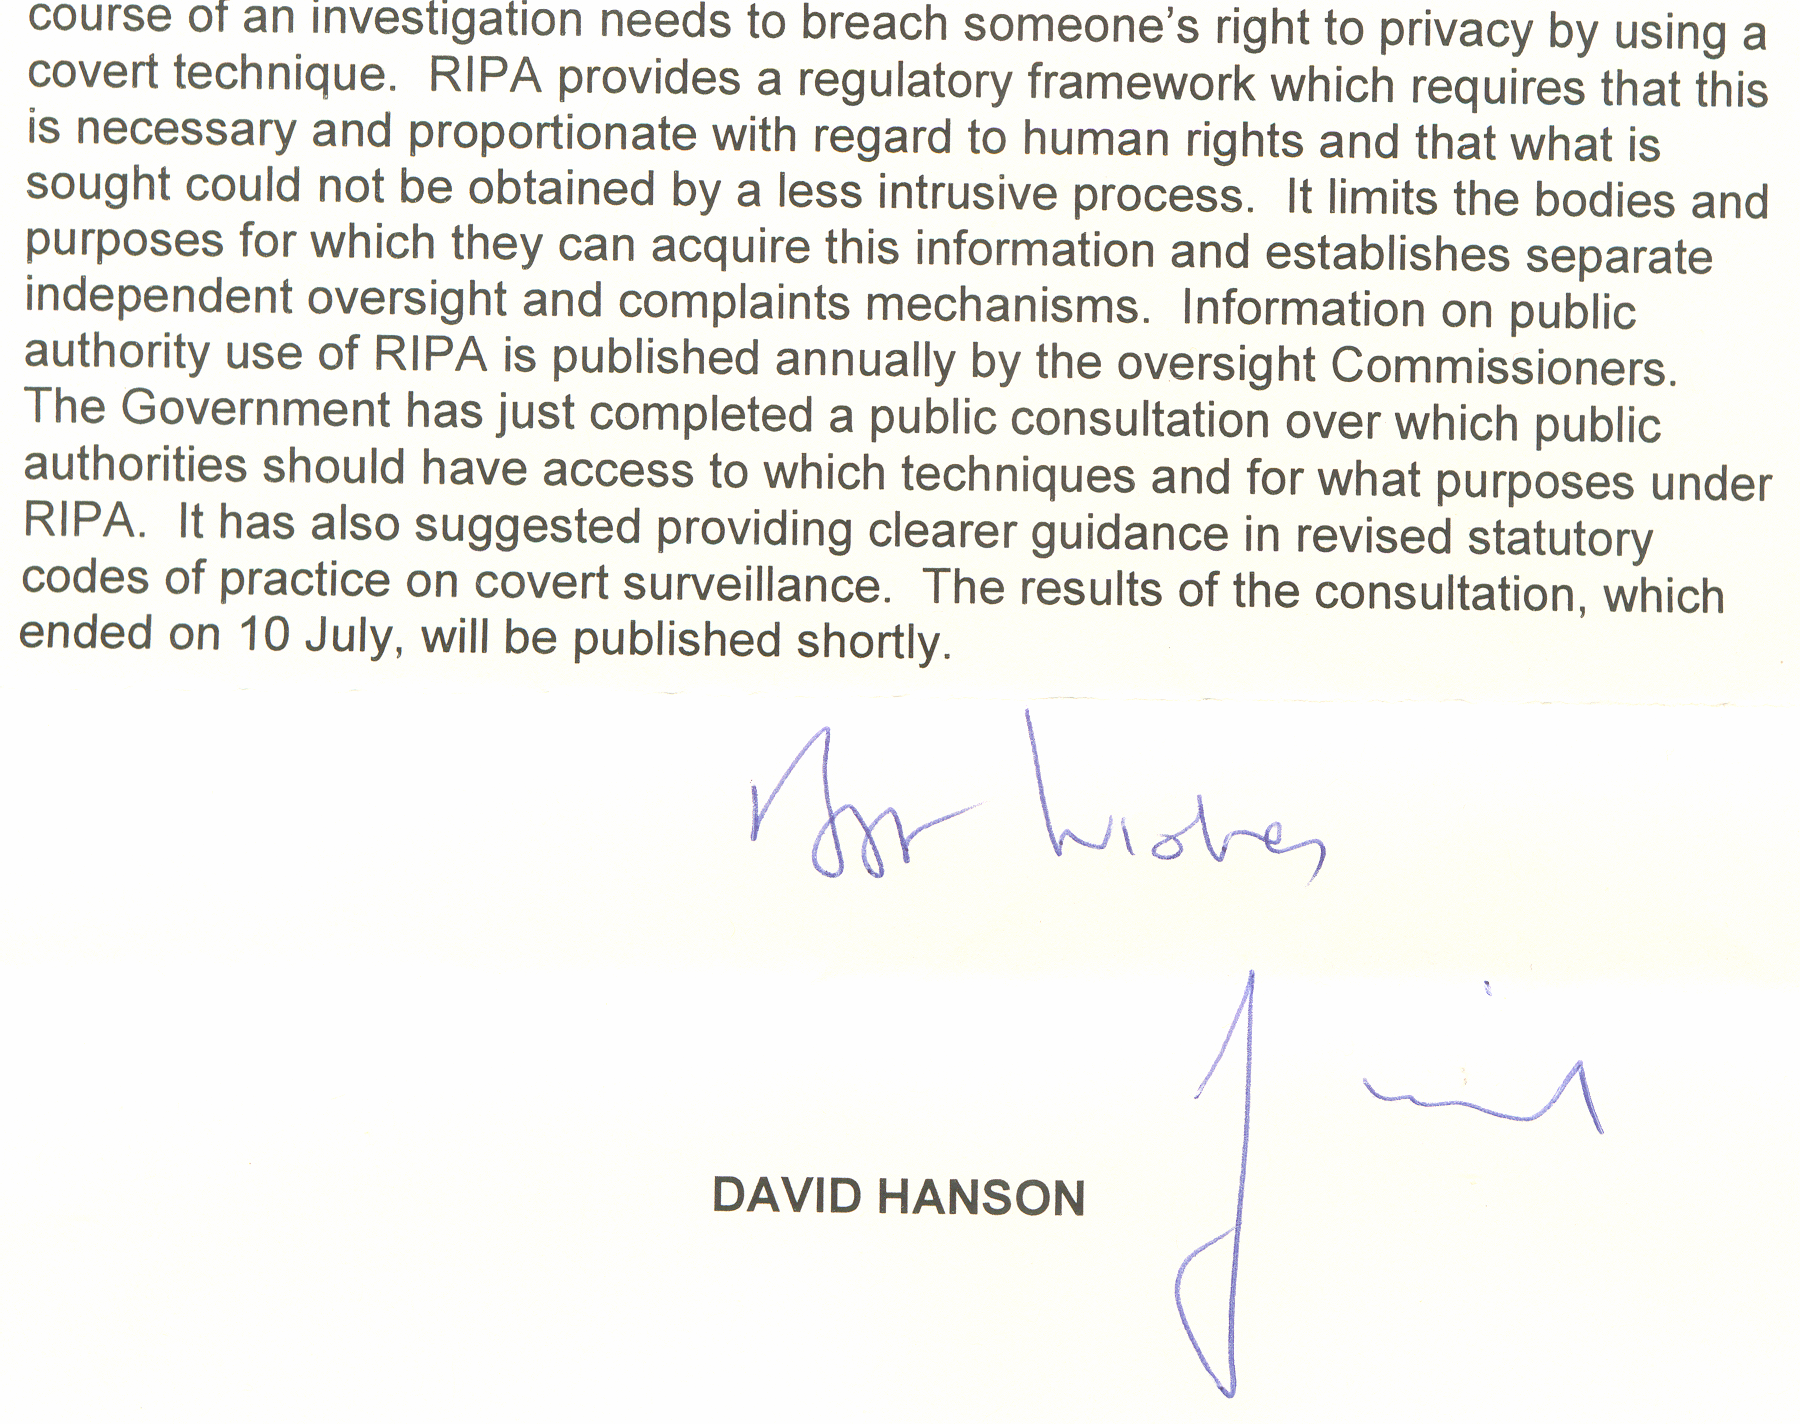 course of an investigation needs to breach someone's right to privacy by using a
covert technique.  RIPA provides a regulatory framework which requires that this
is necessary and proportionate with regard to human rights and that what is
sought could not be obtained by a less intrusive process.  It limits the bodies and
purposes for which they can acquire this information and establishes separate
independent oversight and complaints mechanisms.  Information on public
authority use of RIPA is published annually by the oversight Commissioners.
The Government has just completed a public consultation over which public
authorities should have access to which techniques and for what purposes under
RIPA.  It has also suggested providing clearer guidance in revised statutory
codes of practice on covert surveillance.  The results of the consultation, which
ended on 10 July, will be published shortly.
wishes
DAVID HANSON